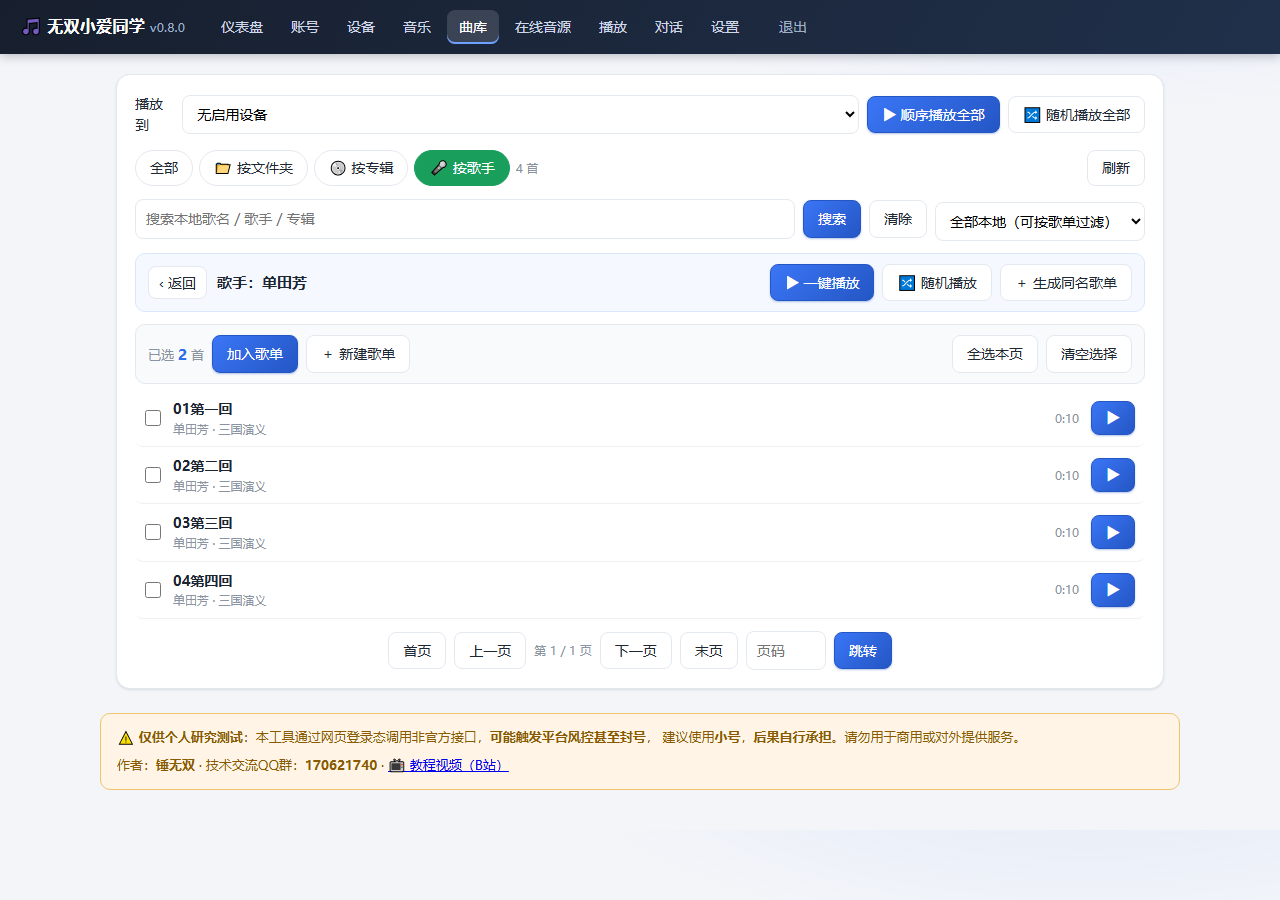 无双小爱同学 v0.8.0 仪表盘 账号 设备 音乐 曲库 在线音源 播放 对话 设置 退出
播放到 无启用设备 ▶ 顺序播放全部 🔀 随机播放全部
全部 📁 按文件夹 💿 按专辑 🎤 按歌手 4 首 刷新
搜索本地歌名 / 歌手 / 专辑 搜索 清除 全部本地（可按歌单过滤）
‹ 返回 歌手：单田芳 ▶ 一键播放 🔀 随机播放 ＋ 生成同名歌单
已选 2 首 加入歌单 ＋ 新建歌单 全选本页 清空选择
01第一回
单田芳 · 三国演义 0:10 ▶
02第二回
单田芳 · 三国演义 0:10 ▶
03第三回
单田芳 · 三国演义 0:10 ▶
04第四回
单田芳 · 三国演义 0:10 ▶
首页 上一页 第 1 / 1 页 下一页 末页 页码 跳转
⚠️ 仅供个人研究测试：本工具通过网页登录态调用非官方接口，可能触发平台风控甚至封号， 建议使用小号，后果自行承担。请勿用于商用或对外提供服务。
作者：锤无双 · 技术交流QQ群：170621740 · 📺 教程视频（B站）